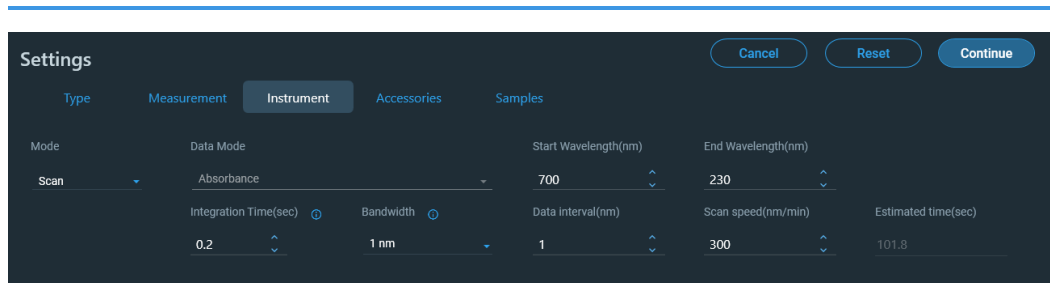 Settings
Cancel
Reset
Continue
Type
Measurement
Instrument
Accessories
Samples
Mode
Data Mode
Start Wavelength(nm)
End Wavelength(nm)
Scan
Absorbance
700
230
Integration Time(sec)
Bandwidth
Data interval(nm)
Scan speed(nm/min)
Estimated time(sec)
0.2
1 nm
1
300
101.8